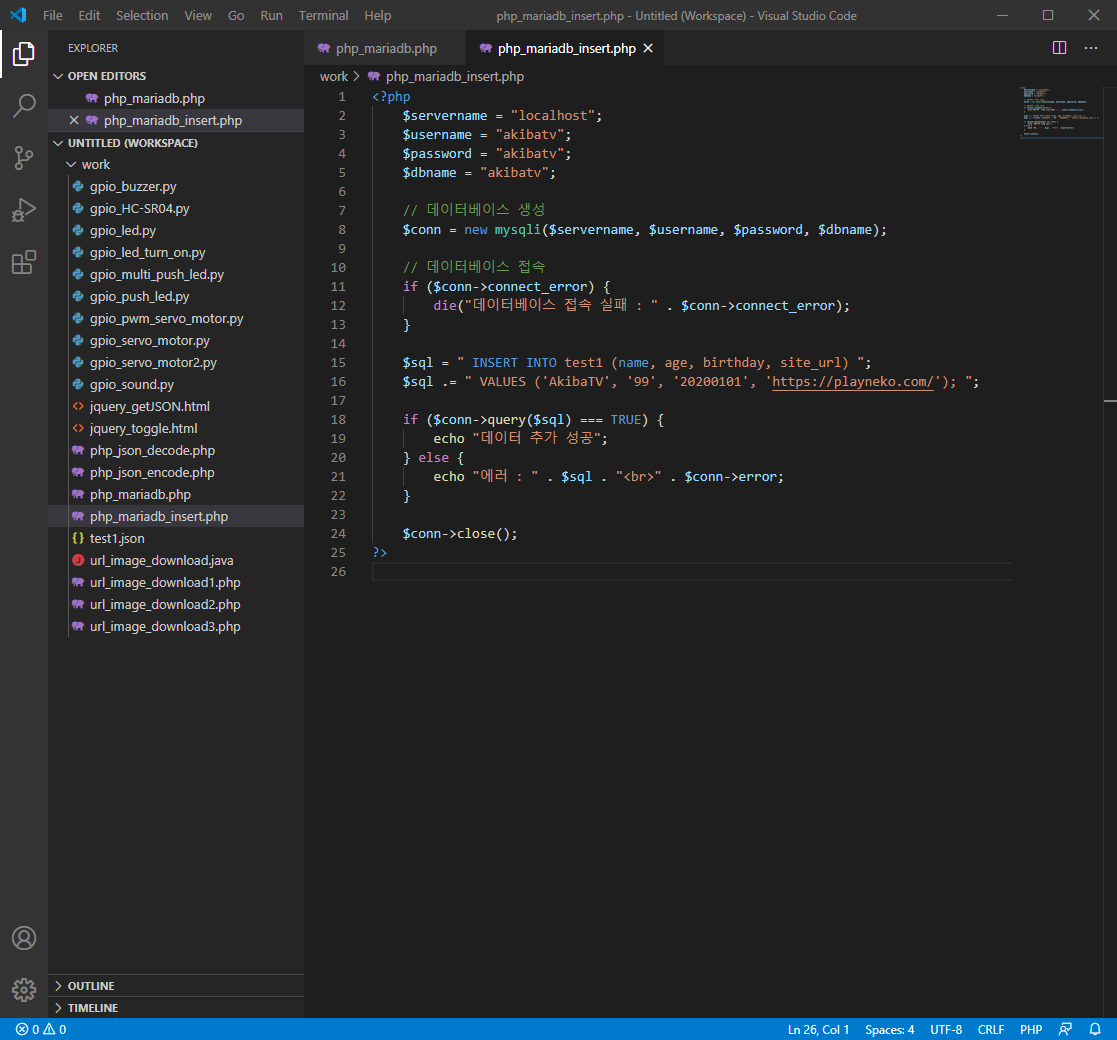 File Edit Selection View Go Run Terminal Help php_mariadb_insert.php - Untitled (Workspace) - Visual Studio Code
EXPLORER
OPEN EDITORS
php_mariadb.php
php_mariadb_insert.php
UNTITLED (WORKSPACE)
work
gpio_buzzer.py
gpio_HC-SR04.py
gpio_led.py
gpio_led_turn_on.py
gpio_multi_push_led.py
gpio_push_led.py
gpio_pwm_servo_motor.py
gpio_servo_motor.py
gpio_servo_motor2.py
gpio_sound.py
jquery_getJSON.html
jquery_toggle.html
php_json_decode.php
php_json_encode.php
php_mariadb.php
php_mariadb_insert.php
test1.json
url_image_download.java
url_image_download1.php
url_image_download2.php
url_image_download3.php
OUTLINE
TIMELINE
php_mariadb.php php_mariadb_insert.php
work > php_mariadb_insert.php
1 <?php
2 $servername = "localhost";
3 $username = "akibatv";
4 $password = "akibatv";
5 $dbname = "akibatv";
6
7 // 데이터베이스 생성
8 $conn = new mysqli($servername, $username, $password, $dbname);
9
10 // 데이터베이스 접속
11 if ($conn->connect_error) {
12 die("데이터베이스 접속 실패 : " . $conn->connect_error);
13 }
14
15 $sql = " INSERT INTO test1 (name, age, birthday, site_url) ";
16 $sql .= " VALUES ('AkibaTV', '99', '20200101', 'https://playneko.com/'); ";
17
18 if ($conn->query($sql) === TRUE) {
19 echo "데이터 추가 성공";
20 } else {
21 echo "에러 : " . $sql . "<br>" . $conn->error;
22 }
23
24 $conn->close();
25 ?>
26
0 0 Ln 26, Col 1 Spaces: 4 UTF-8 CRLF PHP